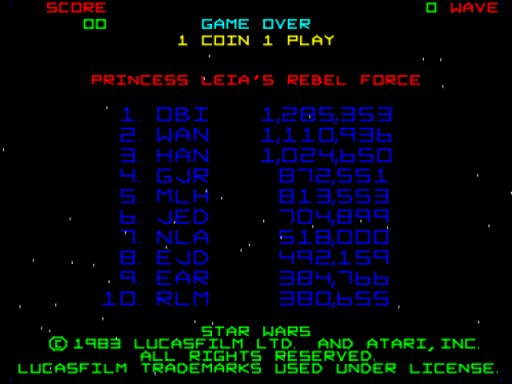 SCORE 0 WAVE
00 GAME OVER
1 COIN 1 PLAY
PRINCESS LEIA'S REBEL FORCE
1. OBI 1,285,353
2. WAN 1,110,936
3. HAN 1,024,650
4. GJR 872,551
5. MLH 813,553
6. JED 704,899
7. NLA 518,000
8. EJD 492,159
9. EAR 384,766
10. RLM 380,655
STAR WARS
© 1983 LUCASFILM LTD. AND ATARI, INC.
ALL RIGHTS RESERVED.
LUCASFILM TRADEMARKS USED UNDER LICENSE.